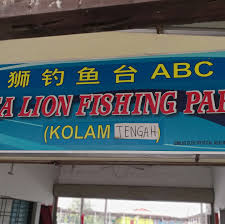 狮钓鱼台 ABC
A LION FISHING PA
(KOLAM TENGAH)